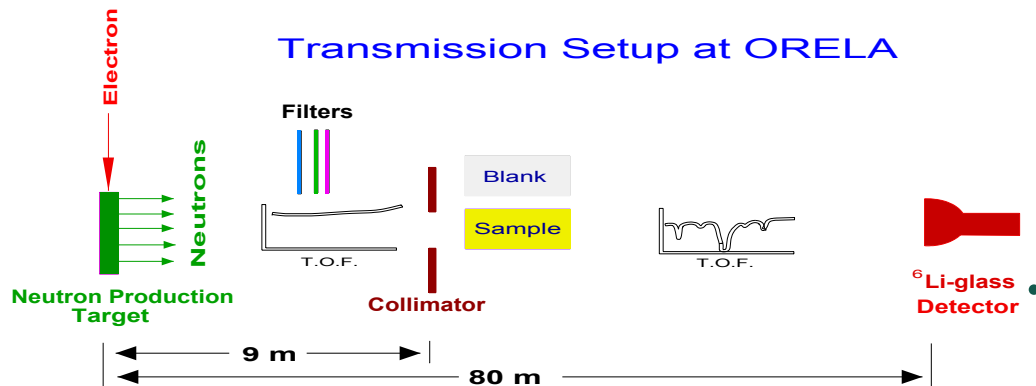 Transmission Setup at ORELA
Electron
Filters
Neutrons
Blank
Sample
T.O.F.
T.O.F.
Neutron Production
Target
Collimator
⁶Li-glass
Detector
9 m
80 m